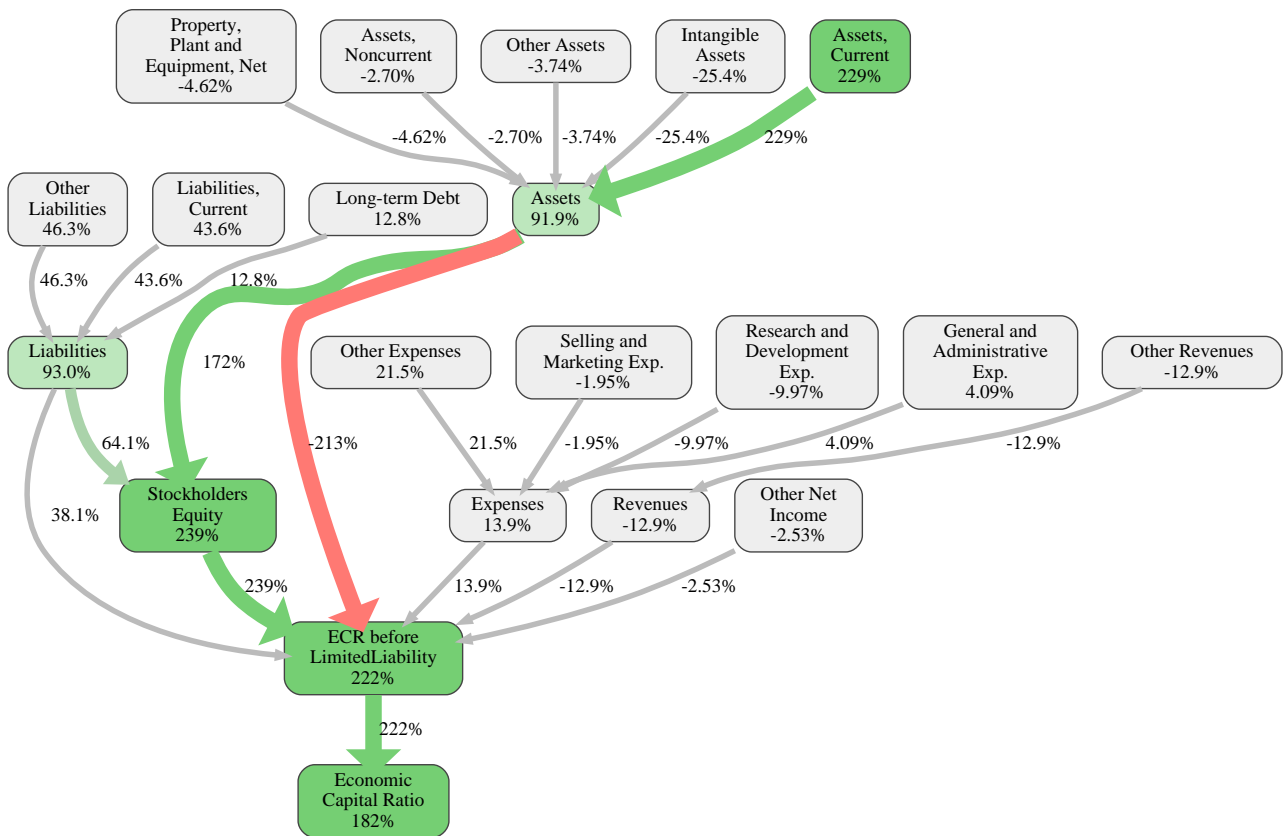 Property,
Plant and
Equipment, Net
-4.62%
Assets,
Noncurrent
-2.70%
Other Assets
-3.74%
Intangible
Assets
-25.4%
Assets,
Current
229%
-4.62%
-2.70%
-3.74%
-25.4%
229%
Other
Liabilities
46.3%
Liabilities,
Current
43.6%
Long-term Debt
12.8%
Assets
91.9%
46.3%
43.6%
12.8%
Liabilities
93.0%
172%
Other Expenses
21.5%
Selling and
Marketing Exp.
-1.95%
Research and
Development
Exp.
-9.97%
General and
Administrative
Exp.
4.09%
Other Revenues
-12.9%
64.1%
-213%
21.5%
-1.95%
-9.97%
4.09%
-12.9%
38.1%
Stockholders
Equity
239%
Expenses
13.9%
Revenues
-12.9%
Other Net
Income
-2.53%
239%
13.9%
-12.9%
-2.53%
ECR before
LimitedLiability
222%
222%
Economic
Capital Ratio
182%